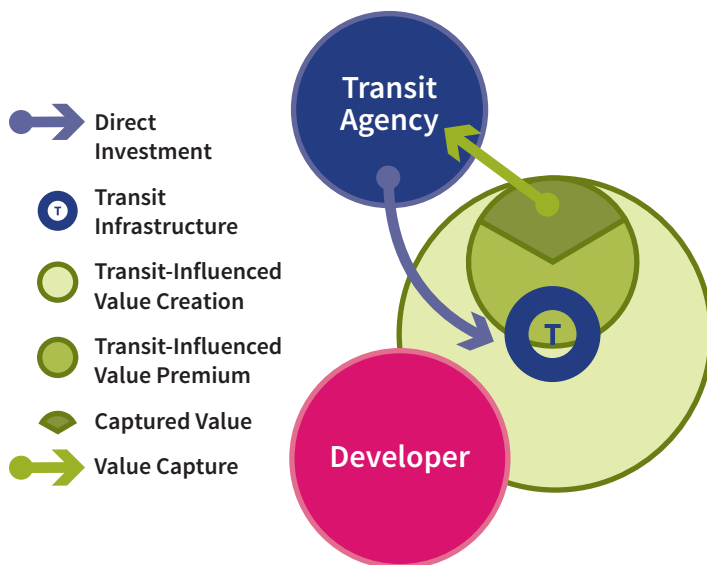 Transit
Agency
Direct
Investment
T
Transit
Infrastructure
Transit-Influenced
Value Creation
Transit-Influenced
Value Premium
Captured Value
Value Capture
T
Developer